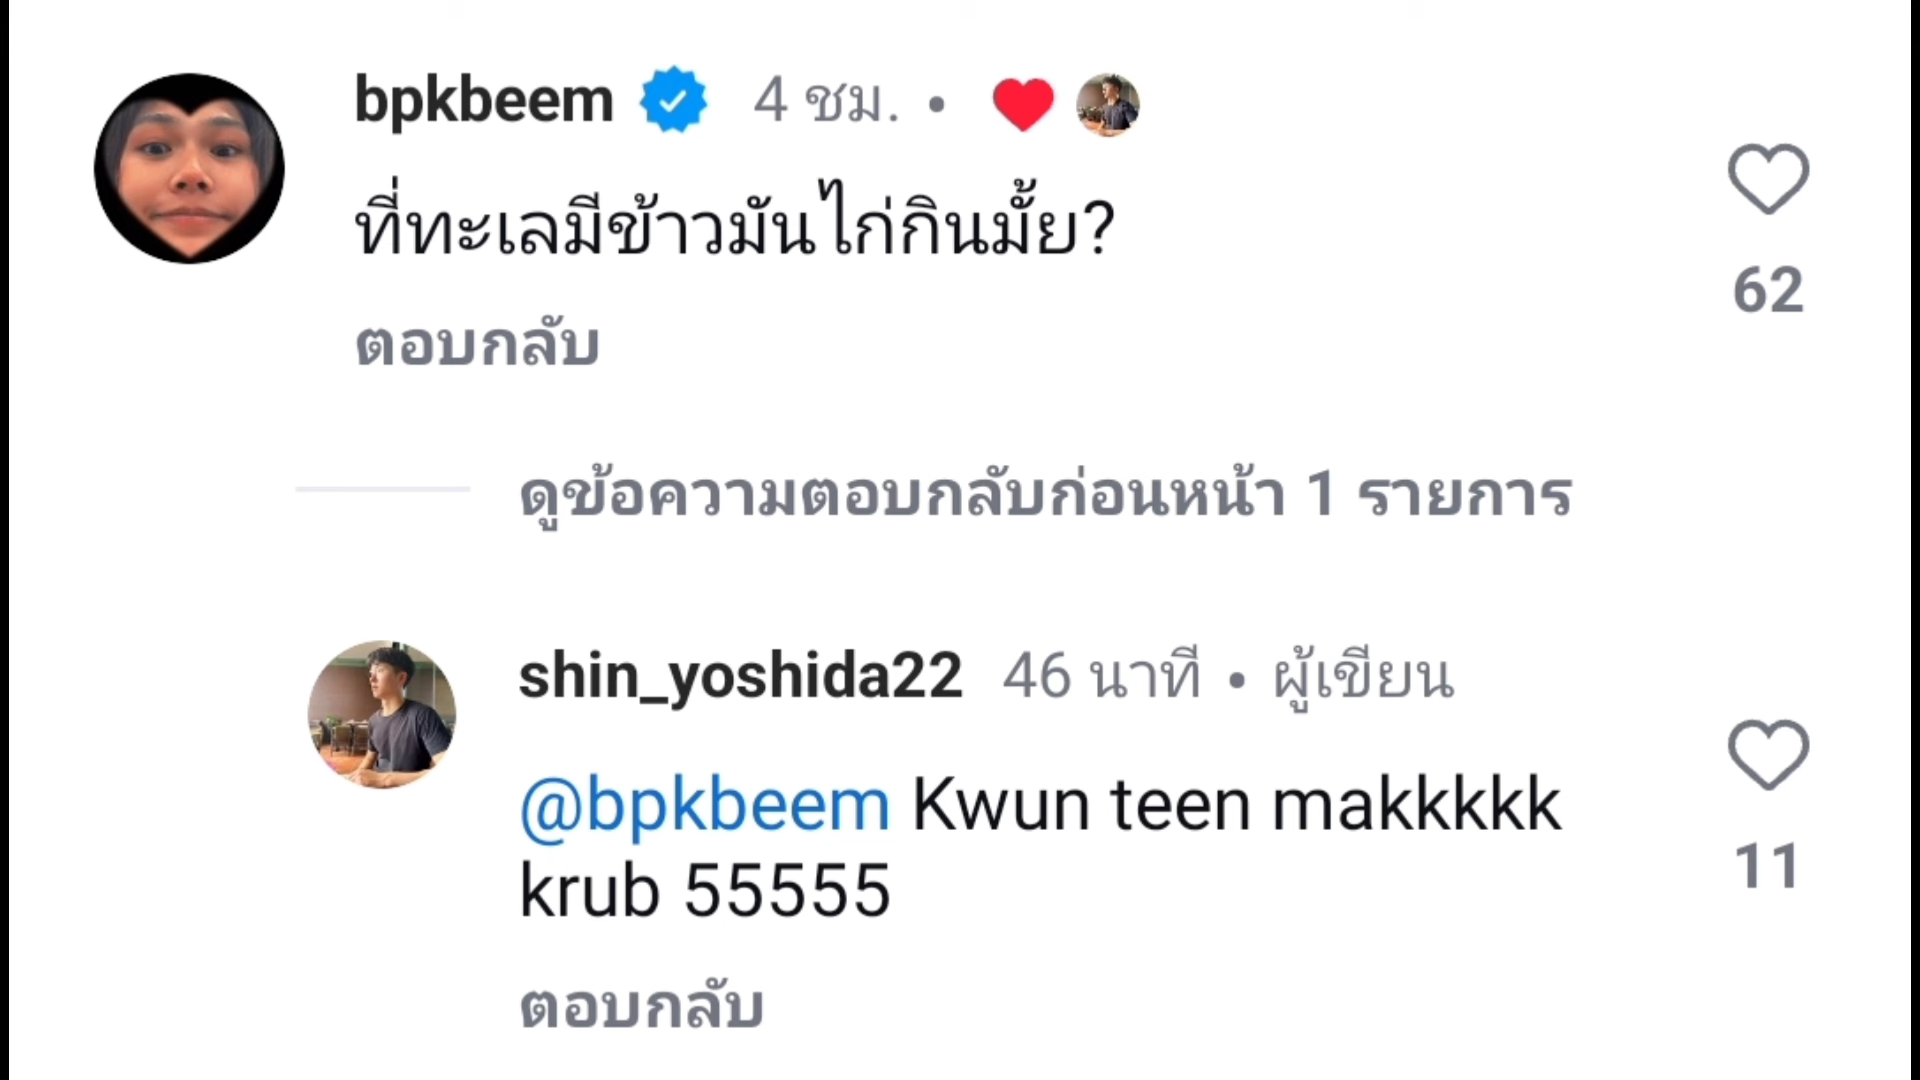 bpkbeem 4 ชม. •
ที่ทะเลมีข้าวมันไก่กินมั้ย?
62
ตอบกลับ
ดูข้อความตอบกลับก่อนหน้า 1 รายการ
shin_yoshida22 46 นาที • ผู้เขียน
@bpkbeem Kwun teen makkkkk
krub 55555
11
ตอบกลับ